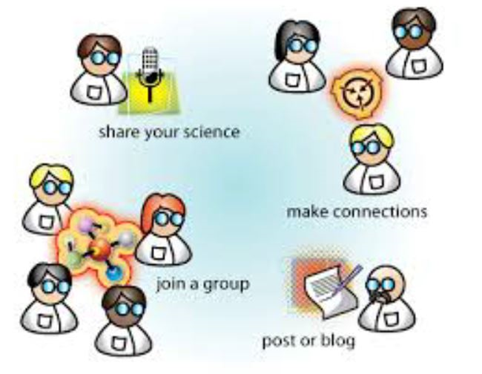 share your science
make connections
join a group
post or blog